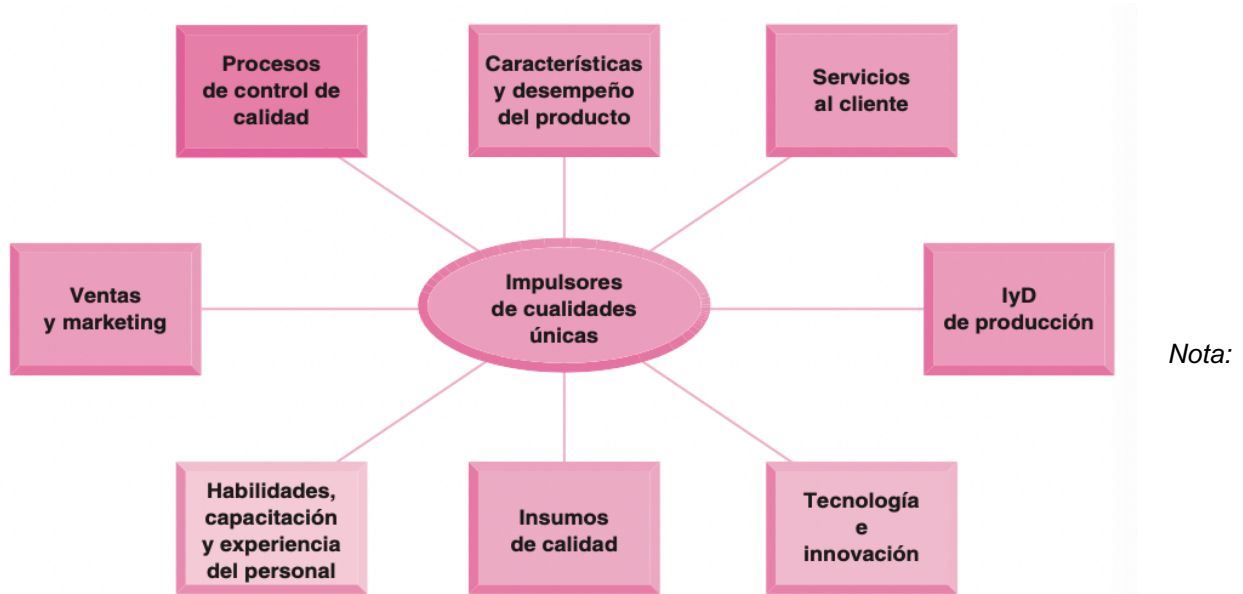 Procesos
de control de
calidad
Características
y desempeño
del producto
Servicios
al cliente
Ventas
y marketing
Impulsores
de cualidades
únicas
IyD
de producción
Nota:
Habilidades,
capacitación
y experiencia
del personal
Insumos
de calidad
Tecnología
e
innovación